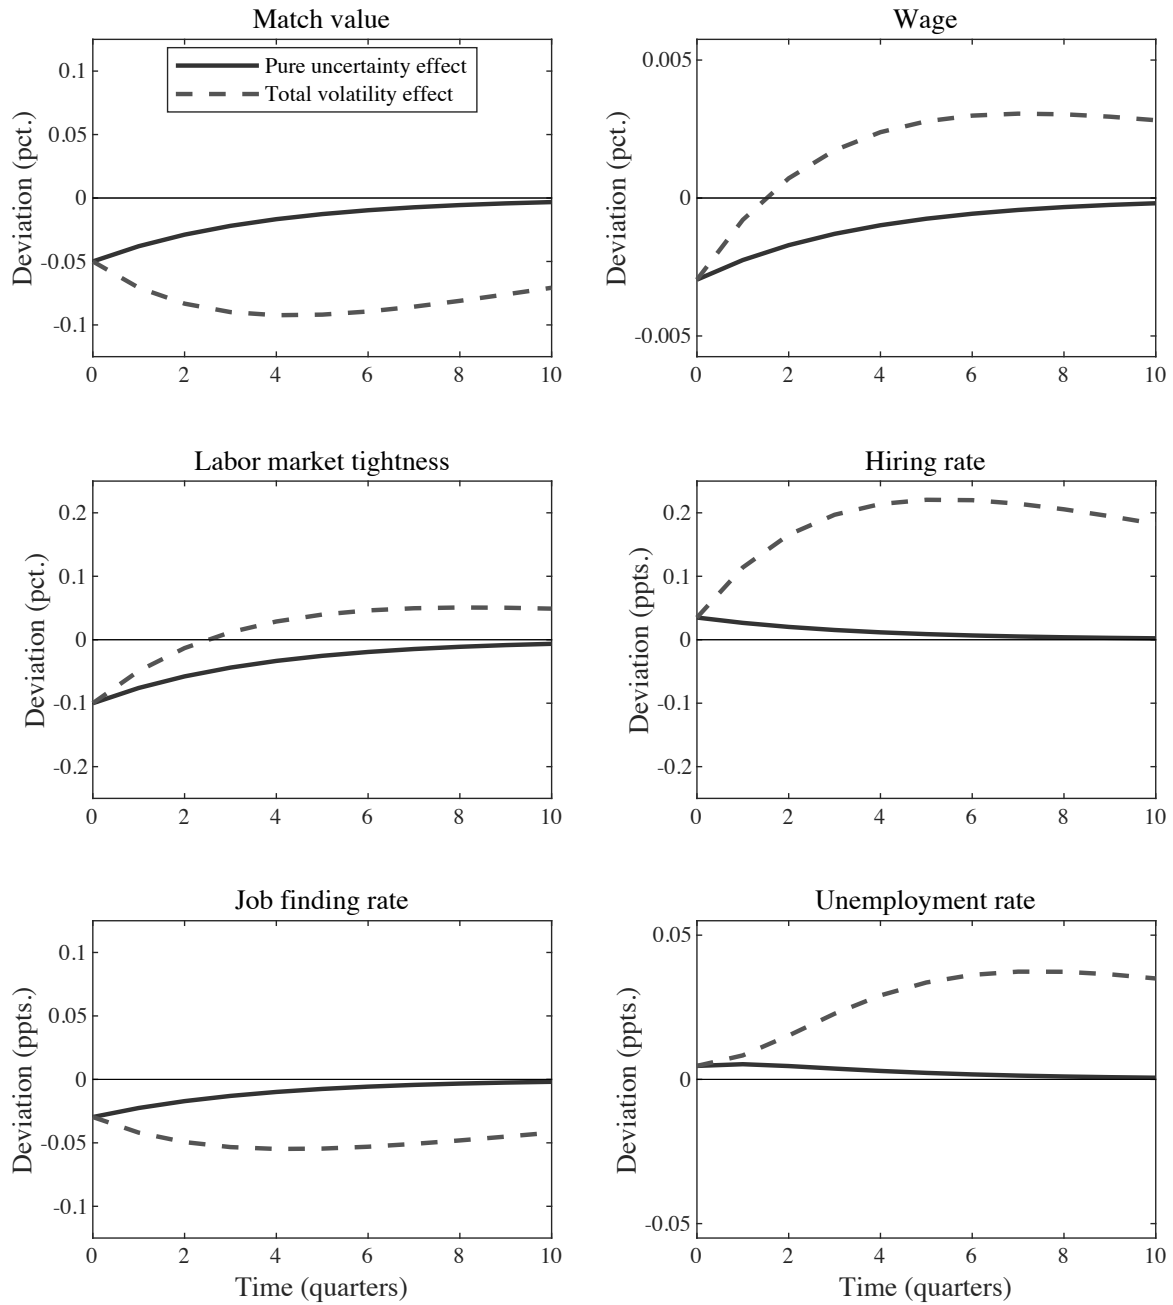 Match value
Pure uncertainty effect
Total volatility effect
Deviation (pct.)
0.1
0.05
0
-0.05
-0.1
0 2 4 6 8 10
Wage
Deviation (pct.)
0.005
0
-0.005
0 2 4 6 8 10
Labor market tightness
Deviation (pct.)
0.2
0.1
0
-0.1
-0.2
0 2 4 6 8 10
Hiring rate
Deviation (ppts.)
0.2
0.1
0
-0.1
-0.2
0 2 4 6 8 10
Job finding rate
Deviation (ppts.)
0.1
0.05
0
-0.05
-0.1
0 2 4 6 8 10
Time (quarters)
Unemployment rate
Deviation (ppts.)
0.05
0
-0.05
0 2 4 6 8 10
Time (quarters)